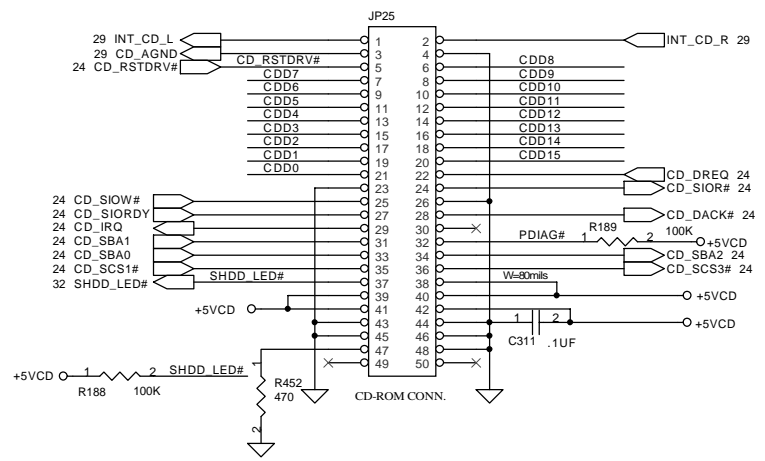 JP25
29 INT_CD_L 1 2 INT_CD_R 29
29 CD_AGND 3 4
24 CD_RSTDRV# CD_RSTDRV# 5 6 CDD8
CDD7 7 8 CDD9
CDD6 9 10 CDD10
CDD5 11 12 CDD11
CDD4 13 14 CDD12
CDD3 15 16 CDD13
CDD2 17 18 CDD14
CDD1 19 20 CDD15
CDD0 21 22 CD_DREQ 24
23 24 CD_SIOR# 24
24 CD_SIOW# 25 26
24 CD_SIORDY 27 28 CD_DACK# 24
24 CD_IRQ 29 30
24 CD_SBA1 31 32 PDIAG# 1 R189 2 100K +5VCD
24 CD_SBA0 33 34 CD_SBA2 24
24 CD_SCS1# 35 36 CD_SCS3# 24
32 SHDD_LED# SHDD_LED# 37 38 W=80mils
39 40 +5VCD
+5VCD 41 42
43 44 1 2 +5VCD
45 46 C311 .1UF
47 48
49 50
+5VCD 1 2 SHDD_LED#
R188 100K
1 R452
470
2
CD-ROM CONN.